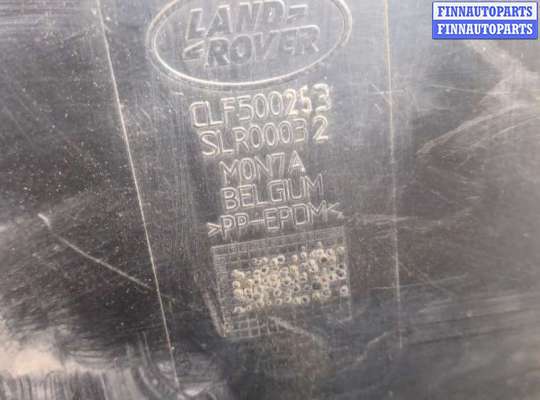 FINNAUTOPARTS
FINNAUTOPARTS
LAND
ROVER
CLF500253
SLR00032
MON7A
BELGIUM
>PP-EPDM<